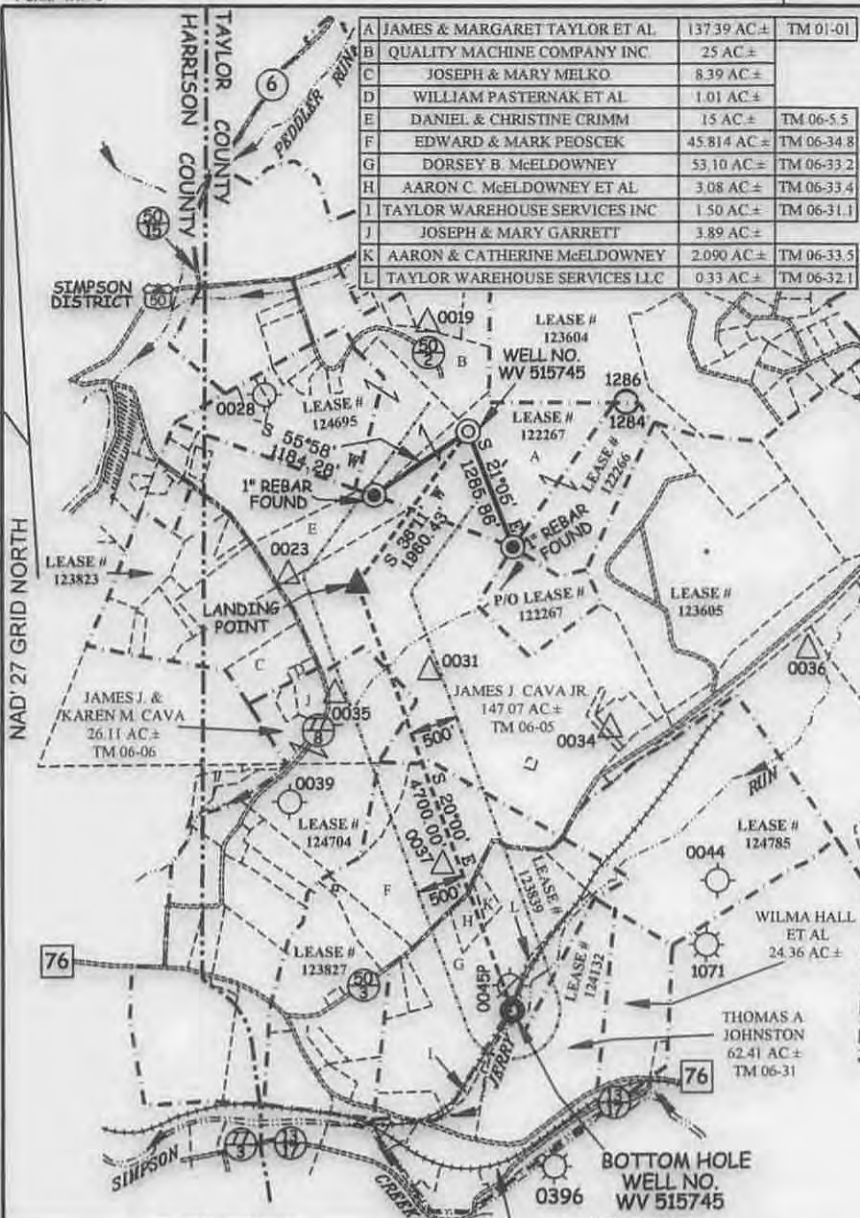 A JAMES & MARGARET TAYLOR ET AL 137.39 AC.± TM 01-01
B QUALITY MACHINE COMPANY INC. 25 AC.±
C JOSEPH & MARY MELKO 8.39 AC.±
D WILLIAM PASTERNAK ET AL 1.01 AC.±
E DANIEL & CHRISTINE CRIMM 15 AC.± TM 06-5.5
F EDWARD & MARK PEOSCEK 45.814 AC.± TM 06-34.8
G DORSEY B. McELDOWNEY 53.10 AC.± TM 06-33.2
H AARON C. McELDOWNEY ET AL 3.08 AC.± TM 06-33.4
I TAYLOR WAREHOUSE SERVICES INC 1.50 AC.± TM 06-31.1
J JOSEPH & MARY GARRETT 3.89 AC.±
K AARON & CATHERINE McELDOWNEY 2.090 AC.± TM 06-33.5
L TAYLOR WAREHOUSE SERVICES LLC 0.33 AC.± TM 06-32.1
TAYLOR COUNTY
HARRISON COUNTY
6
PEDDLER RUN
50
15
SIMPSON
DISTRICT
50
0019
50
2
B
LEASE #
123604
WELL NO.
WV 515745
1286
1284
0028
LEASE #
124695
LEASE #
122267
A
LEASE #
122266
S 55°58' W
1184.28'
S 21°05' E
1285.86'
1" REBAR
FOUND
S 36°11' W
1960.43'
1" REBAR
FOUND
E
0023
LEASE #
123823
LANDING
POINT
P/O LEASE #
122267
LEASE #
123605
NAD'27 GRID NORTH
C
D
J
0031
0036
JAMES J. &
KAREN M. CAVA
26.11 AC.±
TM 06-06
0035
77
8
JAMES J. CAVA JR.
147.07 AC.±
TM 06-05
0034
500'
0039
LEASE #
124704
S 20°00' E
4700.00'
RUN
LEASE #
124785
0037
500'
0044
LEASE #
123839
F
K
H
L
WILMA HALL
ET AL
24.36 AC.±
76
LEASE #
123827
G
50
3
0045P
LEASE #
124132
1071
THOMAS A.
JOHNSTON
62.41 AC.±
TM 06-31
I
JERRY
76
13
17
77
3
13
17
SIMPSON
CREEK
0396
BOTTOM HOLE
WELL NO.
WV 515745